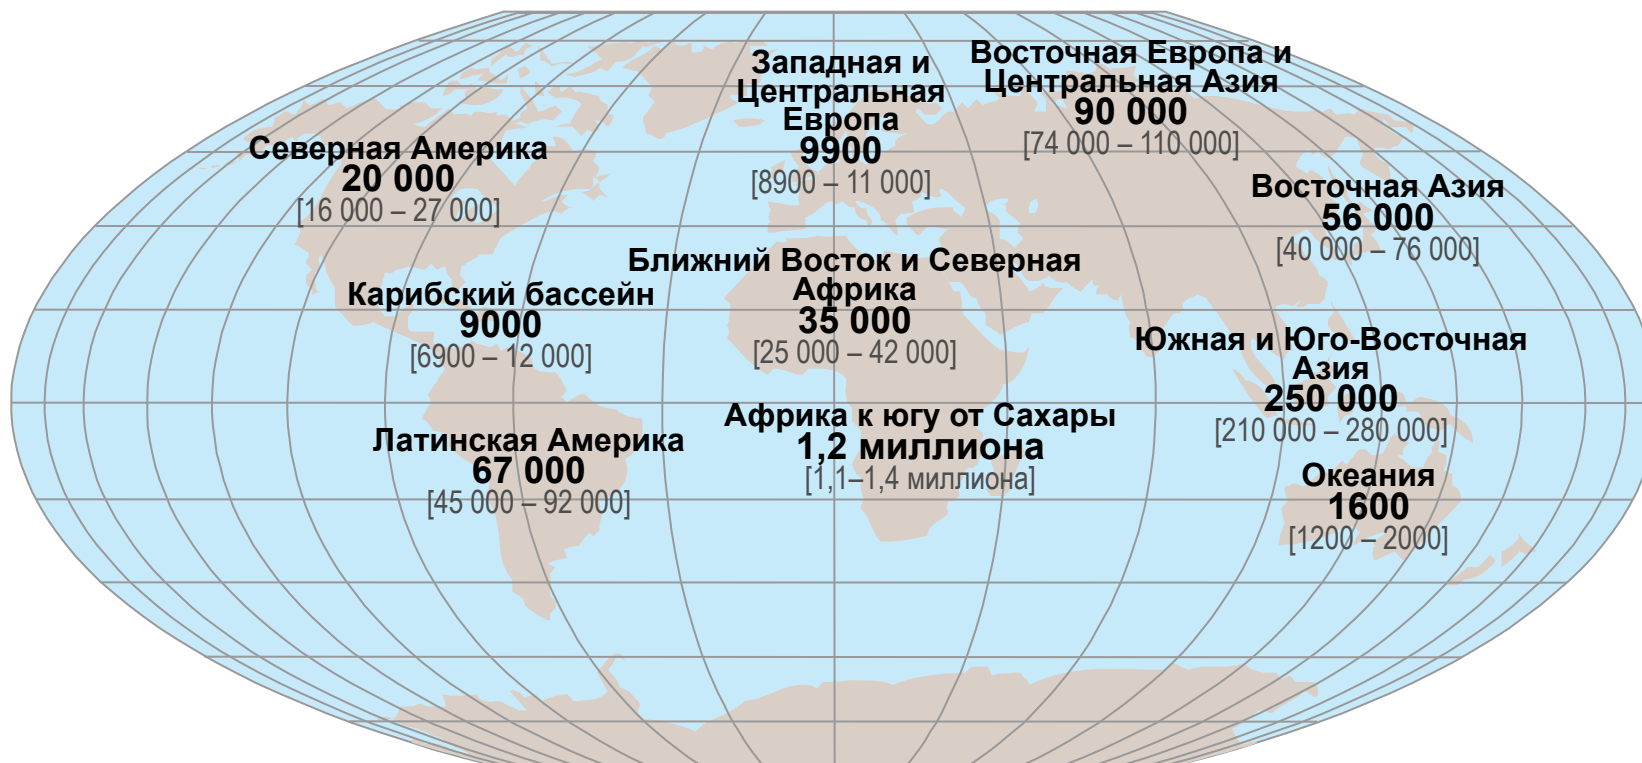 Западная и
Центральная
Европа
9900
[8900 – 11 000]
Восточная Европа и
Центральная Азия
90 000
[74 000 – 110 000]
Северная Америка
20 000
[16 000 – 27 000]
Восточная Азия
56 000
[40 000 – 76 000]
Ближний Восток и Северная
Африка
35 000
[25 000 – 42 000]
Карибский бассейн
9000
[6900 – 12 000]
Южная и Юго-Восточная
Азия
250 000
[210 000 – 280 000]
Африка к югу от Сахары
1,2 миллиона
[1,1–1,4 миллиона]
Латинская Америка
67 000
[45 000 – 92 000]
Океания
1600
[1200 – 2000]